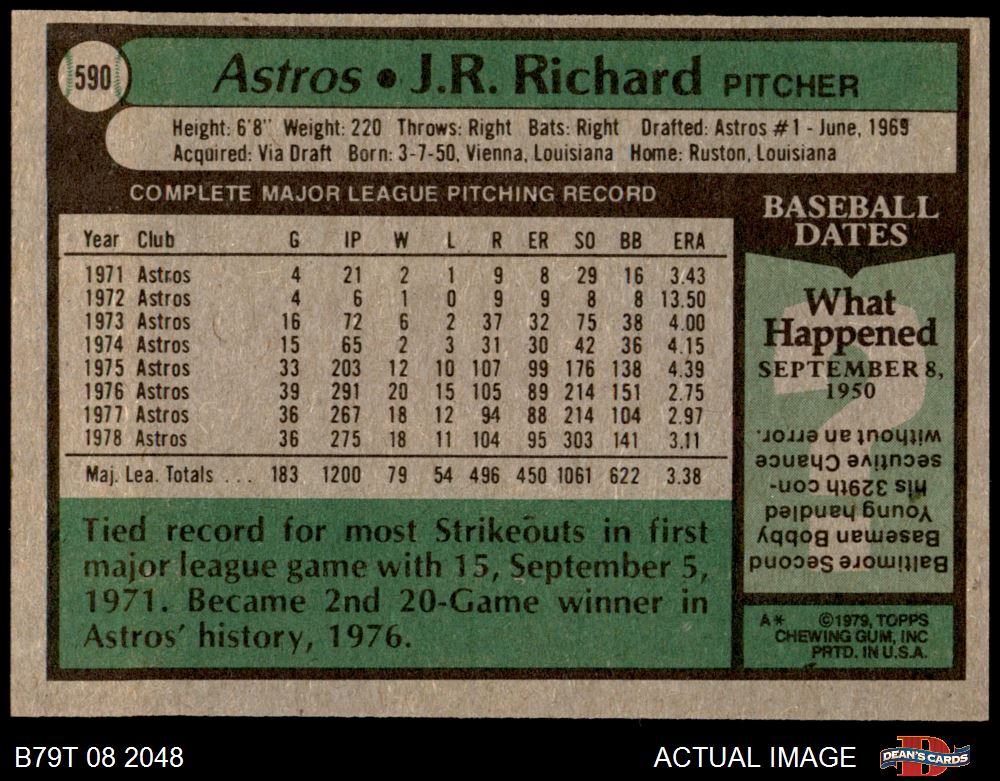 590
Astros • J.R. Richard PITCHER
Height: 6'8" Weight: 220 Throws: Right Bats: Right Drafted: Astros #1 - June, 1969
Acquired: Via Draft Born: 3-7-50, Vienna, Louisiana Home: Ruston, Louisiana
COMPLETE MAJOR LEAGUE PITCHING RECORD
Year Club G IP W L R ER SO BB ERA
1971 Astros 4 21 2 1 9 8 29 16 3.43
1972 Astros 4 6 1 0 9 9 8 8 13.50
1973 Astros 16 72 6 2 37 32 75 38 4.00
1974 Astros 15 65 2 3 31 30 42 36 4.15
1975 Astros 33 203 12 10 107 99 176 138 4.39
1976 Astros 39 291 20 15 105 89 214 151 2.75
1977 Astros 36 267 18 12 94 88 214 104 2.97
1978 Astros 36 275 18 11 104 95 303 141 3.11
Maj. Lea. Totals ... 183 1200 79 54 496 450 1061 622 3.38
Tied record for most Strikeouts in first
major league game with 15, September 5,
1971. Became 2nd 20-Game winner in
Astros' history, 1976.
BASEBALL
DATES
What
Happened
SEPTEMBER 8,
1950
Baltimore Second
Baseman Bobby
Young handled
his 329th con-
secutive Chance
without an error.
A* ©1979, TOPPS
CHEWING GUM, INC
PRTD. IN U.S.A.
B79T 08 2048
ACTUAL IMAGE
DEAN'S CARDS